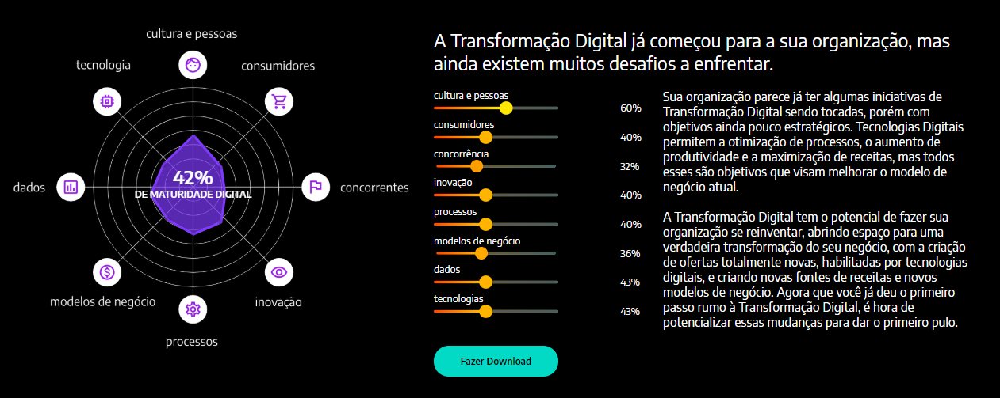 cultura e pessoas
tecnologia
consumidores
42%
DE MATURIDADE DIGITAL
dados
concorrentes
modelos de negócio
inovação
processos
A Transformação Digital já começou para a sua organização, mas
ainda existem muitos desafios a enfrentar.
cultura e pessoas
60%
consumidores
40%
concorrência
32%
inovação
40%
processos
40%
modelos de negócio
36%
dados
43%
tecnologias
43%
Fazer Download
Sua organização parece já ter algumas iniciativas de
Transformação Digital sendo tocadas, porém com
objetivos ainda pouco estratégicos. Tecnologias Digitais
permitem a otimização de processos, o aumento de
produtividade e a maximização de receitas, mas todos
esses são objetivos que visam melhorar o modelo de
negócio atual.
A Transformação Digital tem o potencial de fazer sua
organização se reinventar, abrindo espaço para uma
verdadeira transformação do seu negócio, com a criação
de ofertas totalmente novas, habilitadas por tecnologias
digitais, e criando novas fontes de receitas e novos
modelos de negócio. Agora que você já deu o primeiro
passo rumo à Transformação Digital, é hora de
potencializar essas mudanças para dar o primeiro pulo.